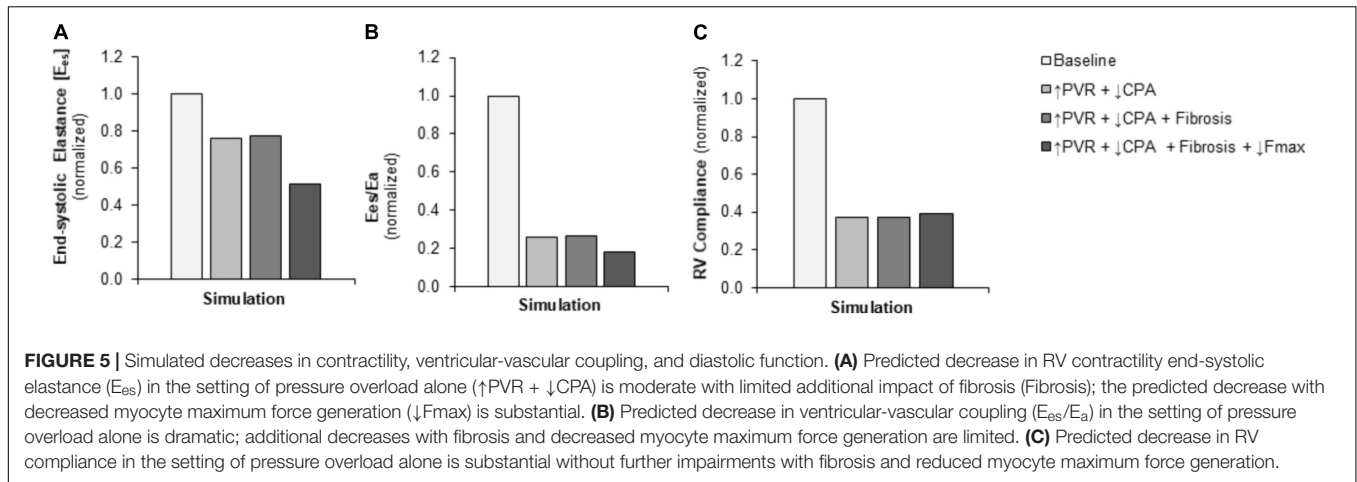 A
End-systolic Elastance [Ees]
(normalized)
1.2
1.0
0.8
0.6
0.4
0.2
0.0
Simulation
B
Ees/Ea
(normalized)
1.2
1.0
0.8
0.6
0.4
0.2
0.0
Simulation
C
RV Compliance (normalized)
1.2
1.0
0.8
0.6
0.4
0.2
0.0
Simulation
Baseline
↑PVR + ↓CPA
↑PVR + ↓CPA + Fibrosis
↑PVR + ↓CPA + Fibrosis + ↓Fmax
FIGURE 5 | Simulated decreases in contractility, ventricular-vascular coupling, and diastolic function. (A) Predicted decrease in RV contractility end-systolic
elastance (Ees) in the setting of pressure overload alone (↑PVR + ↓CPA) is moderate with limited additional impact of fibrosis (Fibrosis); the predicted decrease with
decreased myocyte maximum force generation (↓Fmax) is substantial. (B) Predicted decrease in ventricular-vascular coupling (Ees/Ea) in the setting of pressure
overload alone is dramatic; additional decreases with fibrosis and decreased myocyte maximum force generation are limited. (C) Predicted decrease in RV
compliance in the setting of pressure overload alone is substantial without further impairments with fibrosis and reduced myocyte maximum force generation.